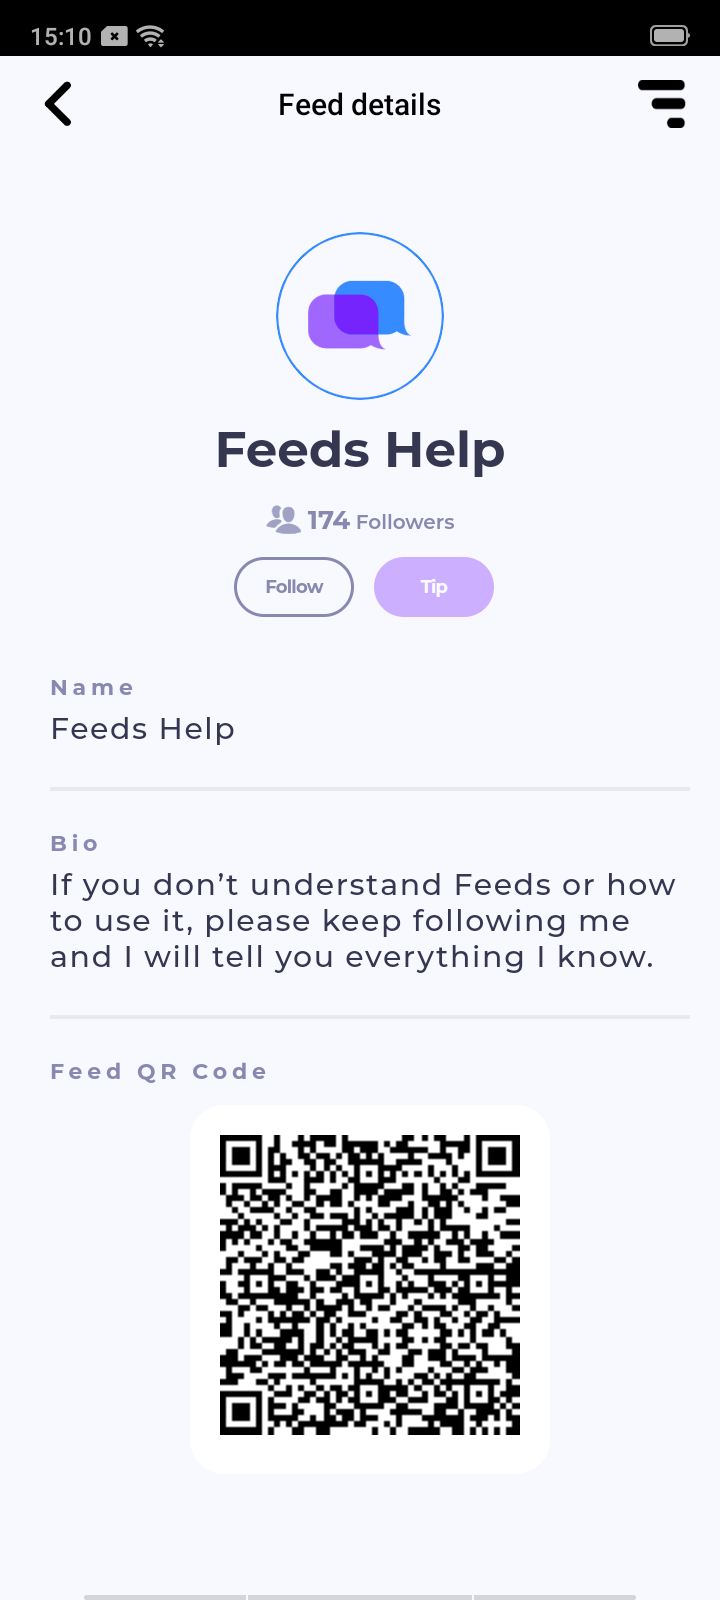 15:10
Feed details
Feeds Help
174 Followers
Follow
Tip
Name
Feeds Help
Bio
If you don’t understand Feeds or how
to use it, please keep following me
and I will tell you everything I know.
Feed QR Code